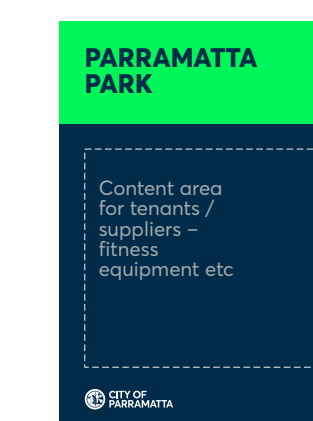 PARRAMATTA
PARK
Content area
for tenants /
suppliers –
fitness
equipment etc
CITY OF
PARRAMATTA